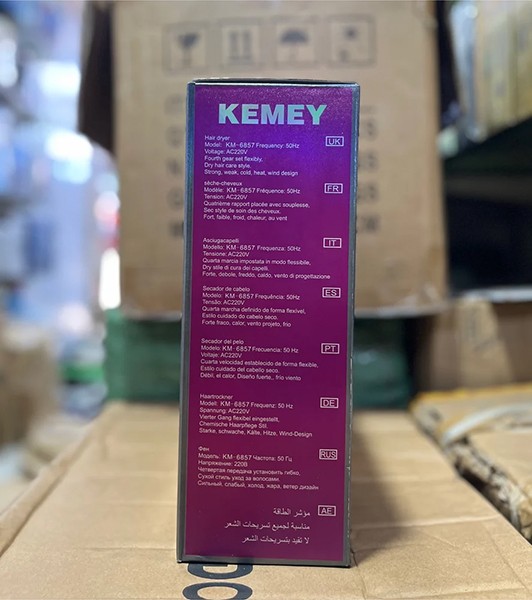 KEMEY
Hair dryer
Model: KM-6857 Frequency: 50Hz
Voltage: AC220V
Fourth gear set flexibty,
Dry hair care style.
Strong, weak, cold, heat, wind design
UK
sèche-cheveux
Modèle: KM-6857 Fréquence: 50Hz
Tension: AC220V
Quatrième rapport placée avec souplesse,
Sec style de soin des cheveux.
Fort, faible, froid, chaleur, au vent
FR
Asciugacapelli
Modello: KM-6857 Frequenza: 50Hz
Tensione: AC220V
Quarta marcia impostata in modo flessibile,
Dry stile di cura dei capelli.
Forte, debole, freddo, caldo, vento di progettazione
IT
Secador de cabelo
Modelo: KM-6857 Frequência: 50Hz
Tensão: AC220V
Quarta marcha definido de forma flexível,
Estilo cuidado do cabelo seco.
Forte fraco, calor, vento projeto, frio
ES
Secador del pelo
Modelo: KM-6857 Frecuencia: 50 Hz
Voltaje: AC220V
Cuarta velocidad establecido de forma flexible,
Estilo cuidado del cabello seco.
Débil, el calor, Diseño fuerte,, frío viento
PT
Haartrockner
Modell: KM-6857 Frequenz: 50 Hz
Spannung: AC220V
Vierter Gang flexibel eingestellt,
Chemische Haarpflege Stil.
Starke, schwache, Kälte, Hitze, Wind-Design
DE
Фен
Модель: KM-6857 Частота: 50 Гц
Напряжение: 220В
Четвертая передача установить гибко,
Сухой стиль уход за волосами.
Сильный, слабый, холод, жара, ветер дизайн
RUS
مؤشر الطاقة
مناسبة لجميع تسريحات الشعر
لا تفيد بتسريحات الشعر
AE